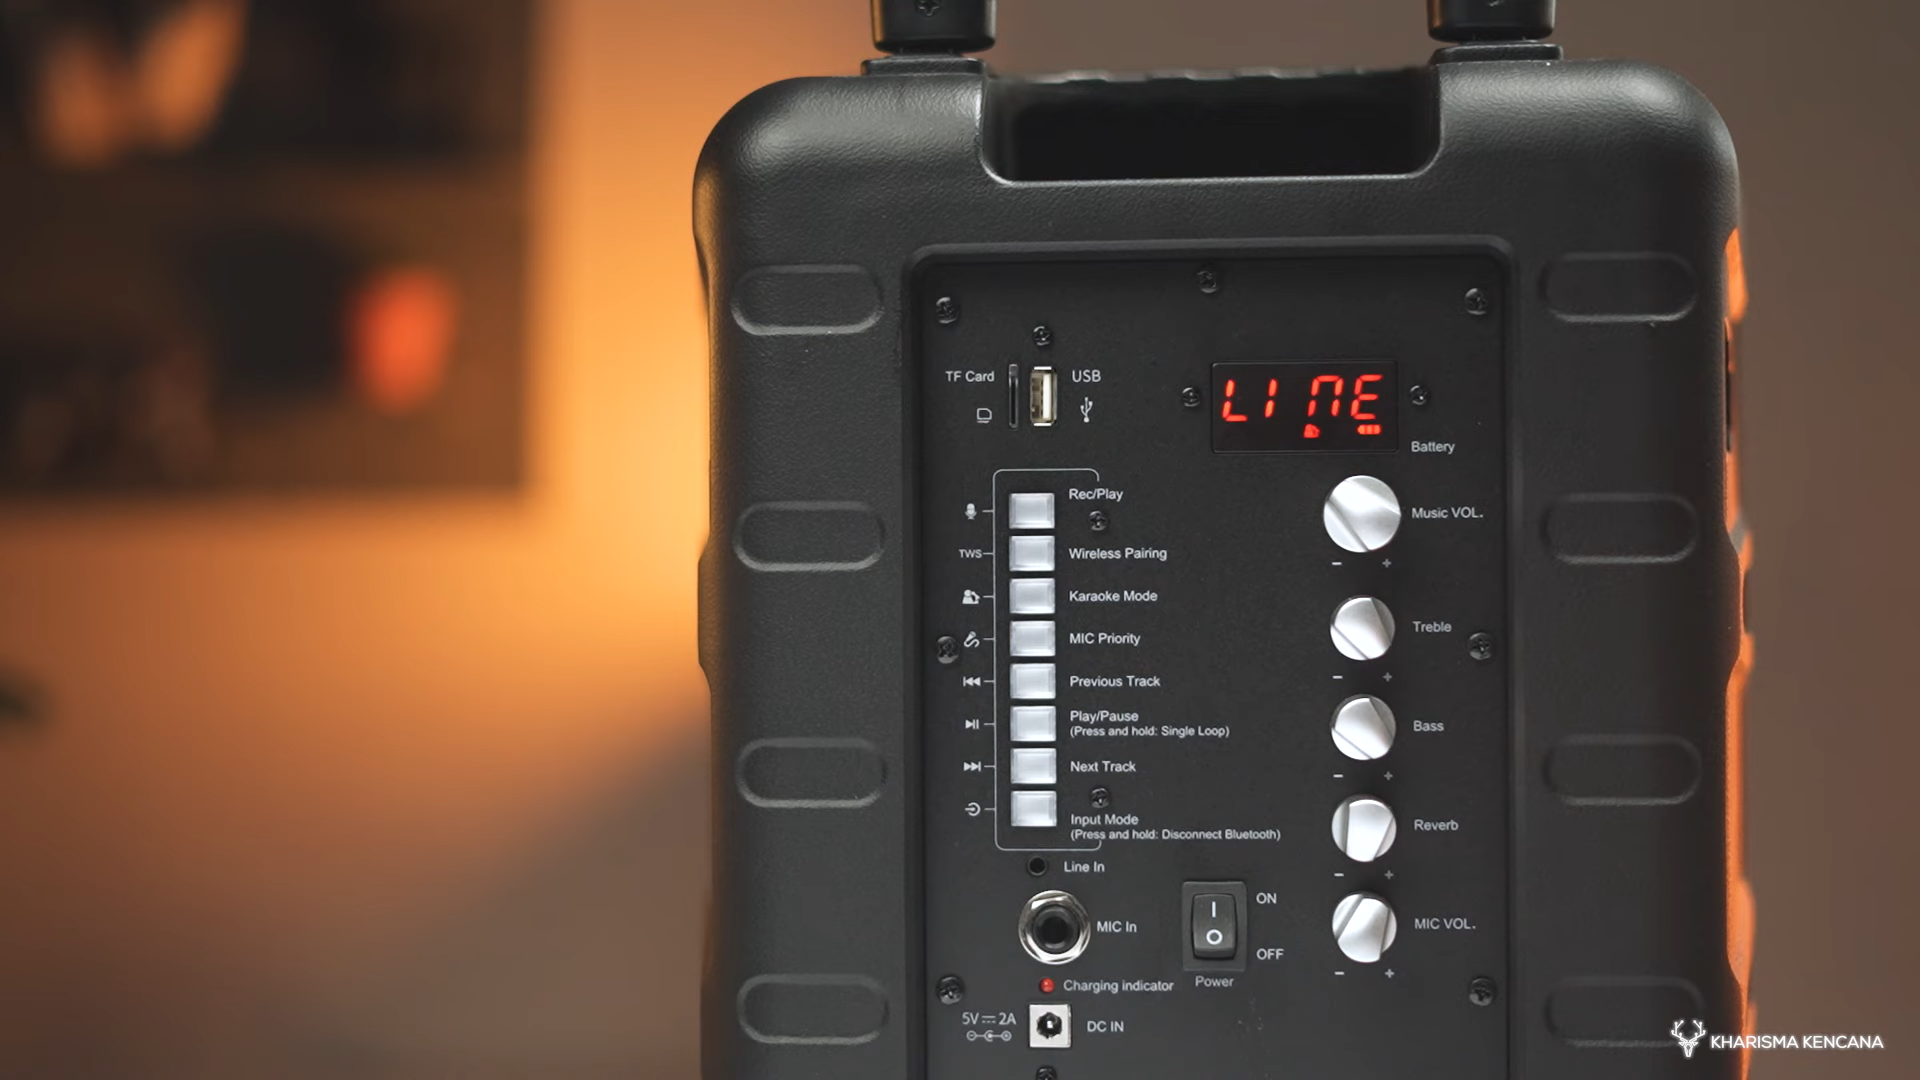 TF Card
USB
LINE
Battery
Rec/Play
Music VOL.
TWS
Wireless Pairing
Karaoke Mode
MIC Priority
Treble
Previous Track
Play/Pause
(Press and hold: Single Loop)
Bass
Next Track
Input Mode
(Press and hold: Disconnect Bluetooth)
Reverb
Line In
MIC In
ON
OFF
Power
MIC VOL.
Charging indicator
5V 2A
DC IN
KHARISMA KENCANA